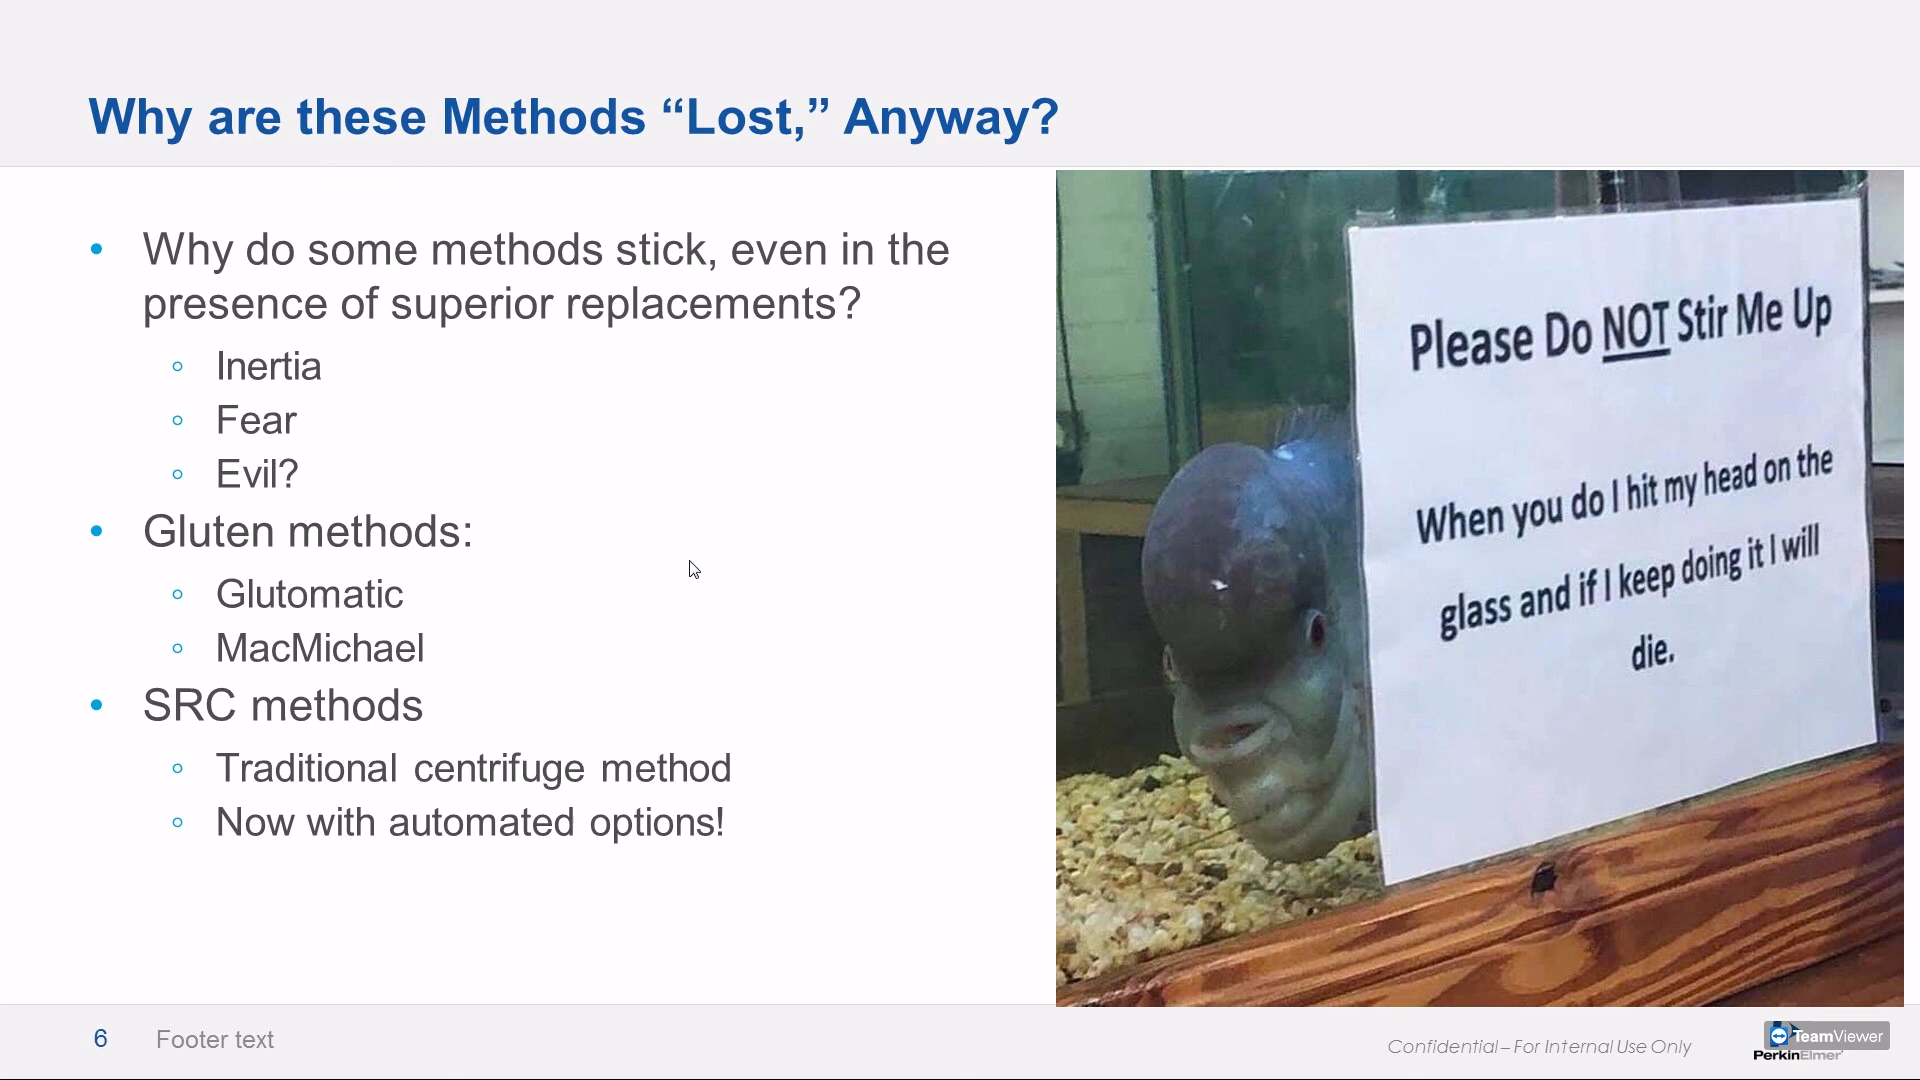 Why are these Methods “Lost,” Anyway?
• Why do some methods stick, even in the
presence of superior replacements?
◦ Inertia
◦ Fear
◦ Evil?
• Gluten methods:
◦ Glutomatic
◦ MacMichael
• SRC methods
◦ Traditional centrifuge method
◦ Now with automated options!
Please Do NOT Stir Me Up
When you do I hit my head on the
glass and if I keep doing it I will
die.
6 Footer text
Confidential – For Internal Use Only
TeamViewer
PerkinElmer